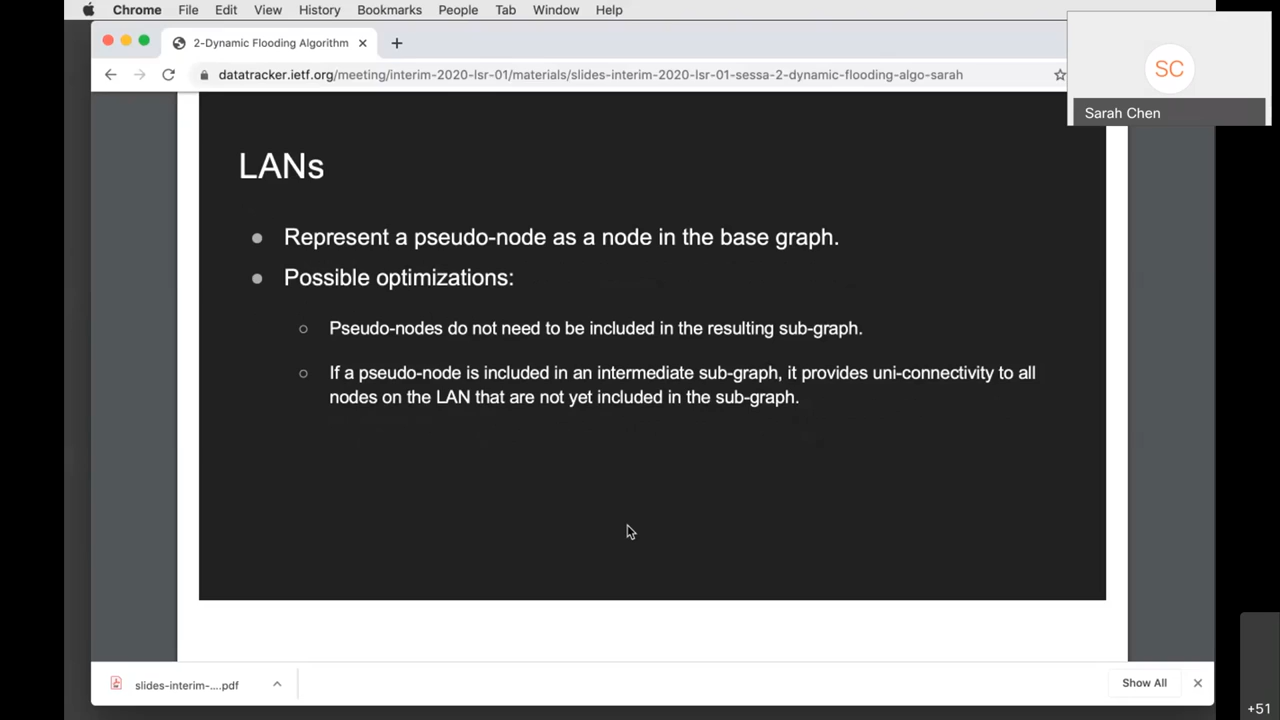 Chrome File Edit View History Bookmarks People Tab Window Help
2-Dynamic Flooding Algorithm
datatracker.ietf.org/meeting/interim-2020-lsr-01/materials/slides-interim-2020-lsr-01-sessa-2-dynamic-flooding-algo-sarah
SC
Sarah Chen
LANs
Represent a pseudo-node as a node in the base graph.
Possible optimizations:
Pseudo-nodes do not need to be included in the resulting sub-graph.
If a pseudo-node is included in an intermediate sub-graph, it provides uni-connectivity to all
nodes on the LAN that are not yet included in the sub-graph.
slides-interim-....pdf
Show All
+51